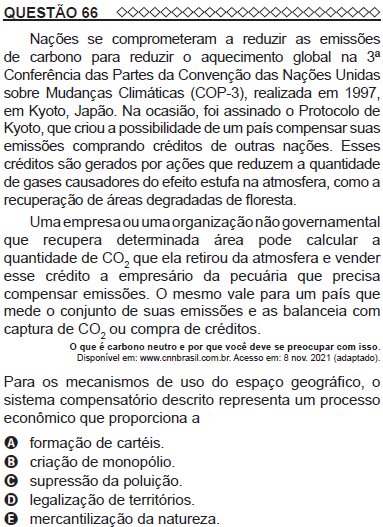 QUESTÃO 66
Nações se comprometeram a reduzir as emissões
de carbono para reduzir o aquecimento global na 3ª
Conferência das Partes da Convenção das Nações Unidas
sobre Mudanças Climáticas (COP-3), realizada em 1997,
em Kyoto, Japão. Na ocasião, foi assinado o Protocolo de
Kyoto, que criou a possibilidade de um país compensar suas
emissões comprando créditos de outras nações. Esses
créditos são gerados por ações que reduzem a quantidade
de gases causadores do efeito estufa na atmosfera, como a
recuperação de áreas degradadas de floresta.
Uma empresa ou uma organização não governamental
que recupera determinada área pode calcular a
quantidade de CO₂ que ela retirou da atmosfera e vender
esse crédito a empresário da pecuária que precisa
compensar emissões. O mesmo vale para um país que
mede o conjunto de suas emissões e as balanceia com
captura de CO₂ ou compra de créditos.
O que é carbono neutro e por que você deve se preocupar com isso.
Disponível em: www.cnnbrasil.com.br. Acesso em: 8 nov. 2021 (adaptado).
Para os mecanismos de uso do espaço geográfico, o
sistema compensatório descrito representa um processo
econômico que proporciona a
A formação de cartéis.
B criação de monopólio.
C supressão da poluição.
D legalização de territórios.
E mercantilização da natureza.